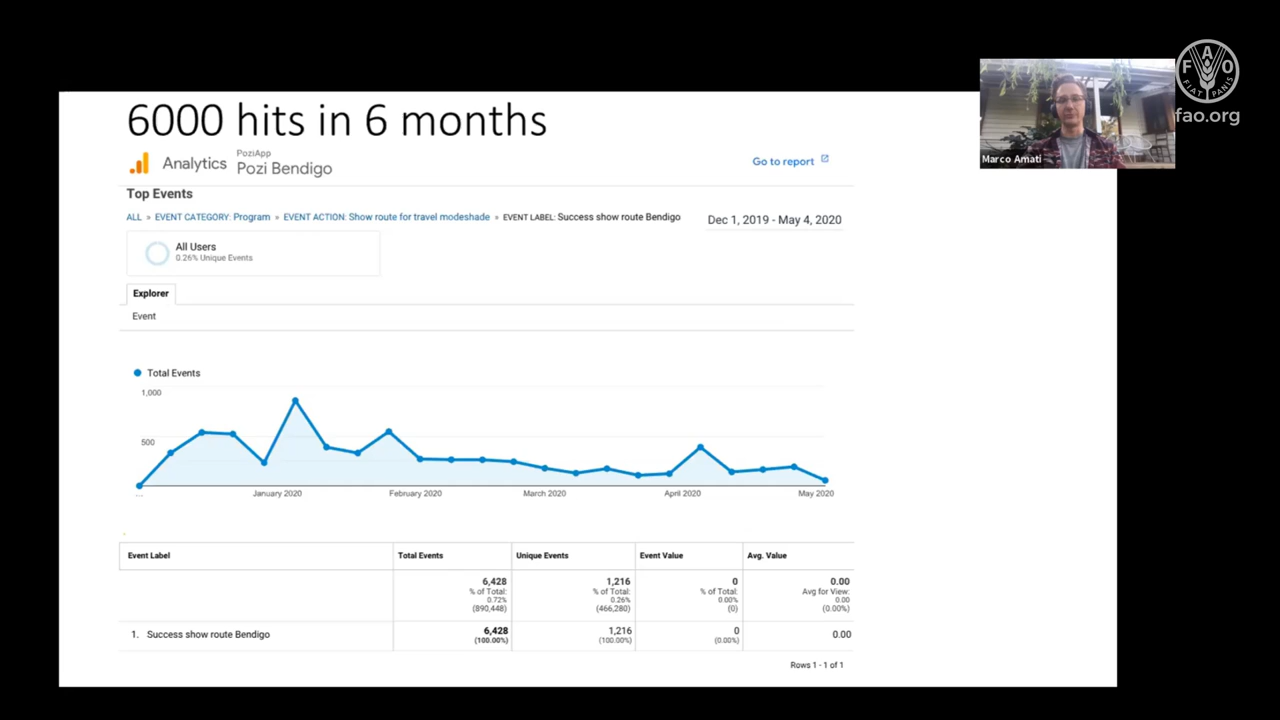 6000 hits in 6 months
FAO
FIAT PANIS
fao.org
Marco Amati
Analytics
PoziApp
Pozi Bendigo
Go to report
Top Events
ALL » EVENT CATEGORY: Program » EVENT ACTION: Show route for travel modeshade » EVENT LABEL: Success show route Bendigo
Dec 1, 2019 - May 4, 2020
All Users
0.26% Unique Events
Explorer
Event
Total Events
1,000
500
...
January 2020 February 2020 March 2020 April 2020 May 2020
Event Label Total Events Unique Events Event Value Avg. Value
6,428 1,216 0 0.00
% of Total: % of Total: % of Total: Avg for View:
0.72% 0.26% 0.00% 0.00
(890,448) (466,280) (0) (0.00%)
1. Success show route Bendigo 6,428 1,216 0 0.00
(100.00%) (100.00%) (0.00%)
Rows 1 - 1 of 1